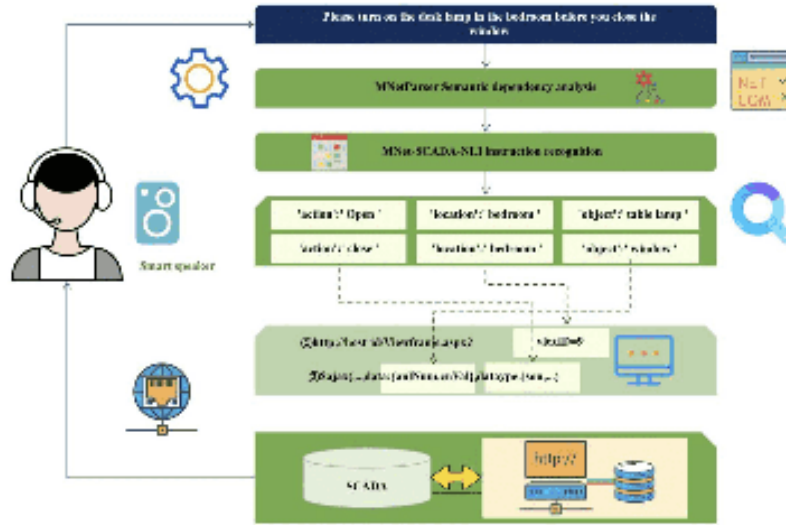 Please turn on the desk lamp in the bedroom before you close the
window
MNetParser Semantic dependency analysis
NET
COM
MNet-SCADA-NLI Instruction recognition
'action':' Open '
'location':' bedroom '
'object':' table lamp '
'action':' close '
'location':' bedroom '
'object':' window '
Smart speaker
SCADA
http://